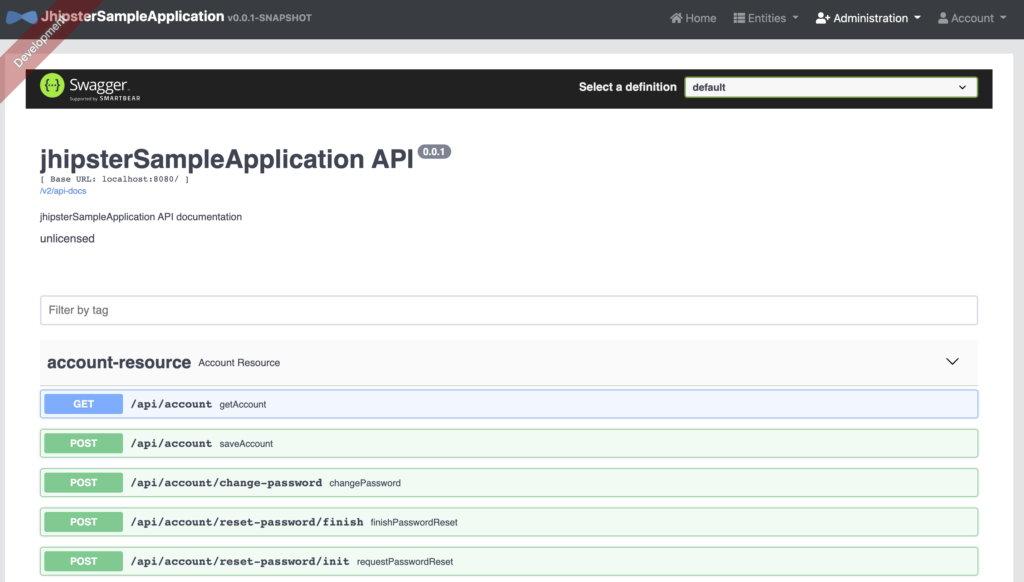 JhipsterSampleApplication v0.0.1-SNAPSHOT
Home Entities Administration Account
Development
Swagger.
Supported by SMARTBEAR
Select a definition default
jhipsterSampleApplication API 0.0.1
[ Base URL: localhost:8080/ ]
/v2/api-docs
jhipsterSampleApplication API documentation
unlicensed
Filter by tag
account-resource Account Resource
GET /api/account getAccount
POST /api/account saveAccount
POST /api/account/change-password changePassword
POST /api/account/reset-password/finish finishPasswordReset
POST /api/account/reset-password/init requestPasswordReset